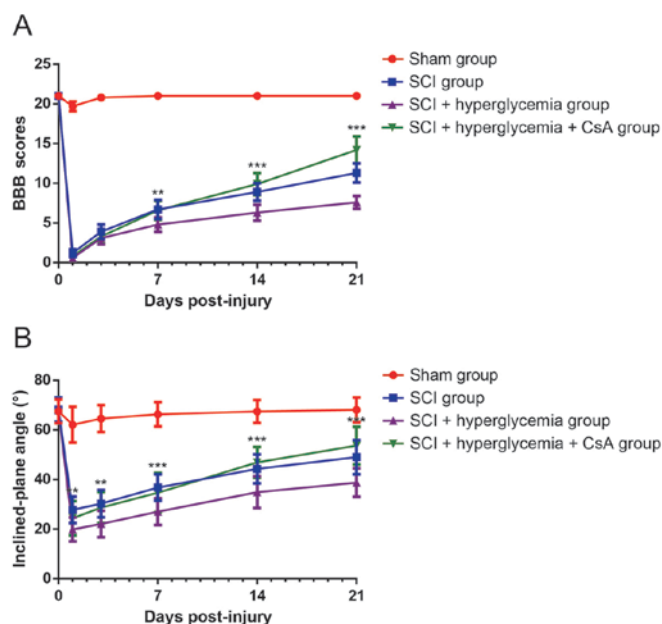 A
Sham group
SCI group
SCI + hyperglycemia group
SCI + hyperglycemia + CsA group
BBB scores
25
20
15
10
5
0
**
***
***
0
7
14
21
Days post-injury
B
Sham group
SCI group
SCI + hyperglycemia group
SCI + hyperglycemia + CsA group
Inclined-plane angle (°)
80
60
40
20
0
*
**
***
***
***
0
7
14
21
Days post-injury